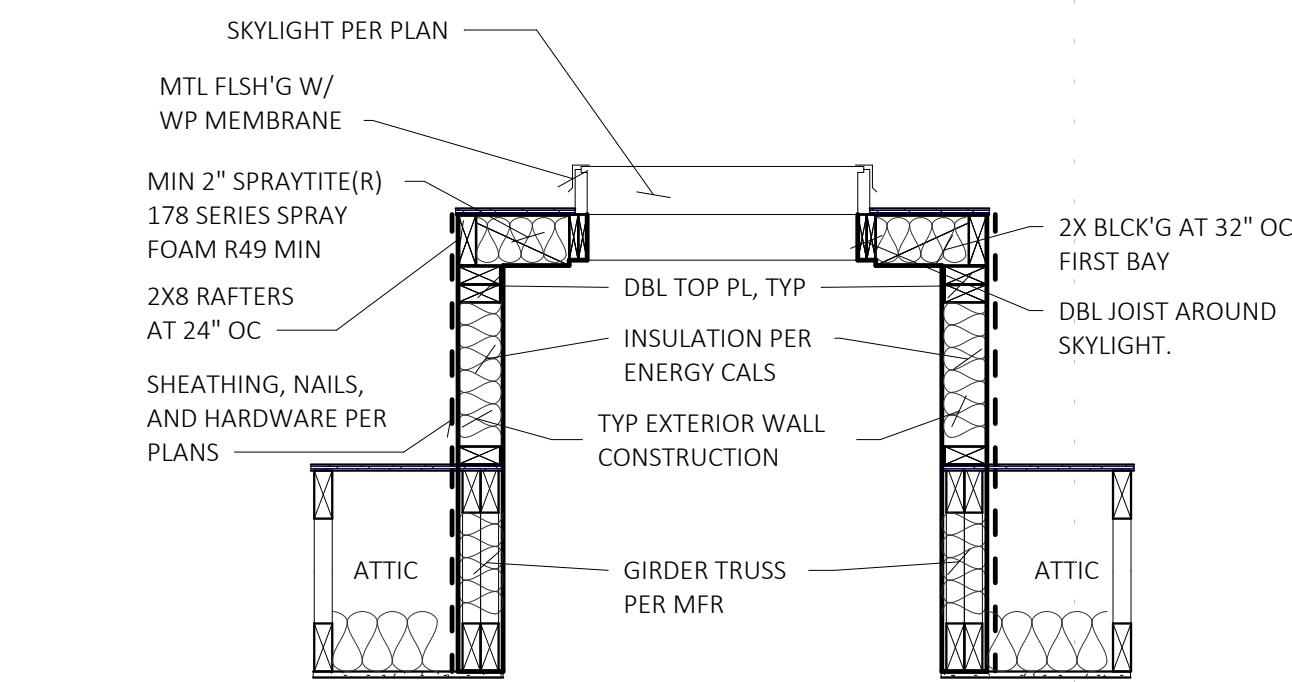 SKYLIGHT PER PLAN
MTL FLSH'G W/
WP MEMBRANE
MIN 2" SPRAYTITE(R)
178 SERIES SPRAY
FOAM R49 MIN
2X8 RAFTERS
AT 24" OC
SHEATHING, NAILS,
AND HARDWARE PER
PLANS
DBL TOP PL, TYP
INSULATION PER
ENERGY CALS
TYP EXTERIOR WALL
CONSTRUCTION
2X BLCK'G AT 32" OC
FIRST BAY
DBL JOIST AROUND
SKYLIGHT.
ATTIC
GIRDER TRUSS
PER MFR
ATTIC